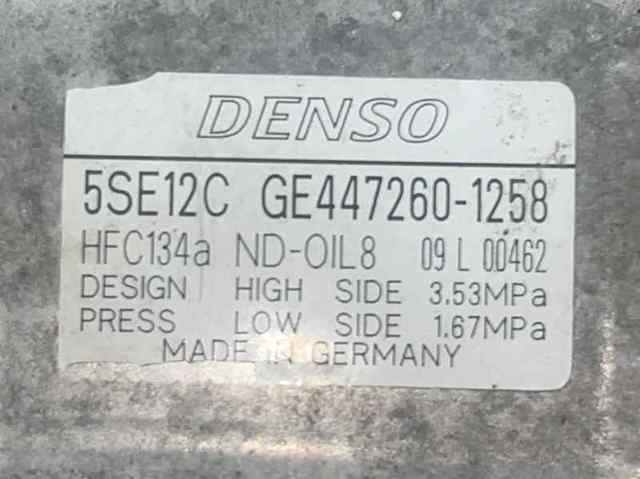 DENSO
5SE12C GE447260-1258
HFC134a ND-OIL8 09 L 00462
DESIGN HIGH SIDE 3.53MPa
PRESS LOW SIDE 1.67MPa
MADE IN GERMANY